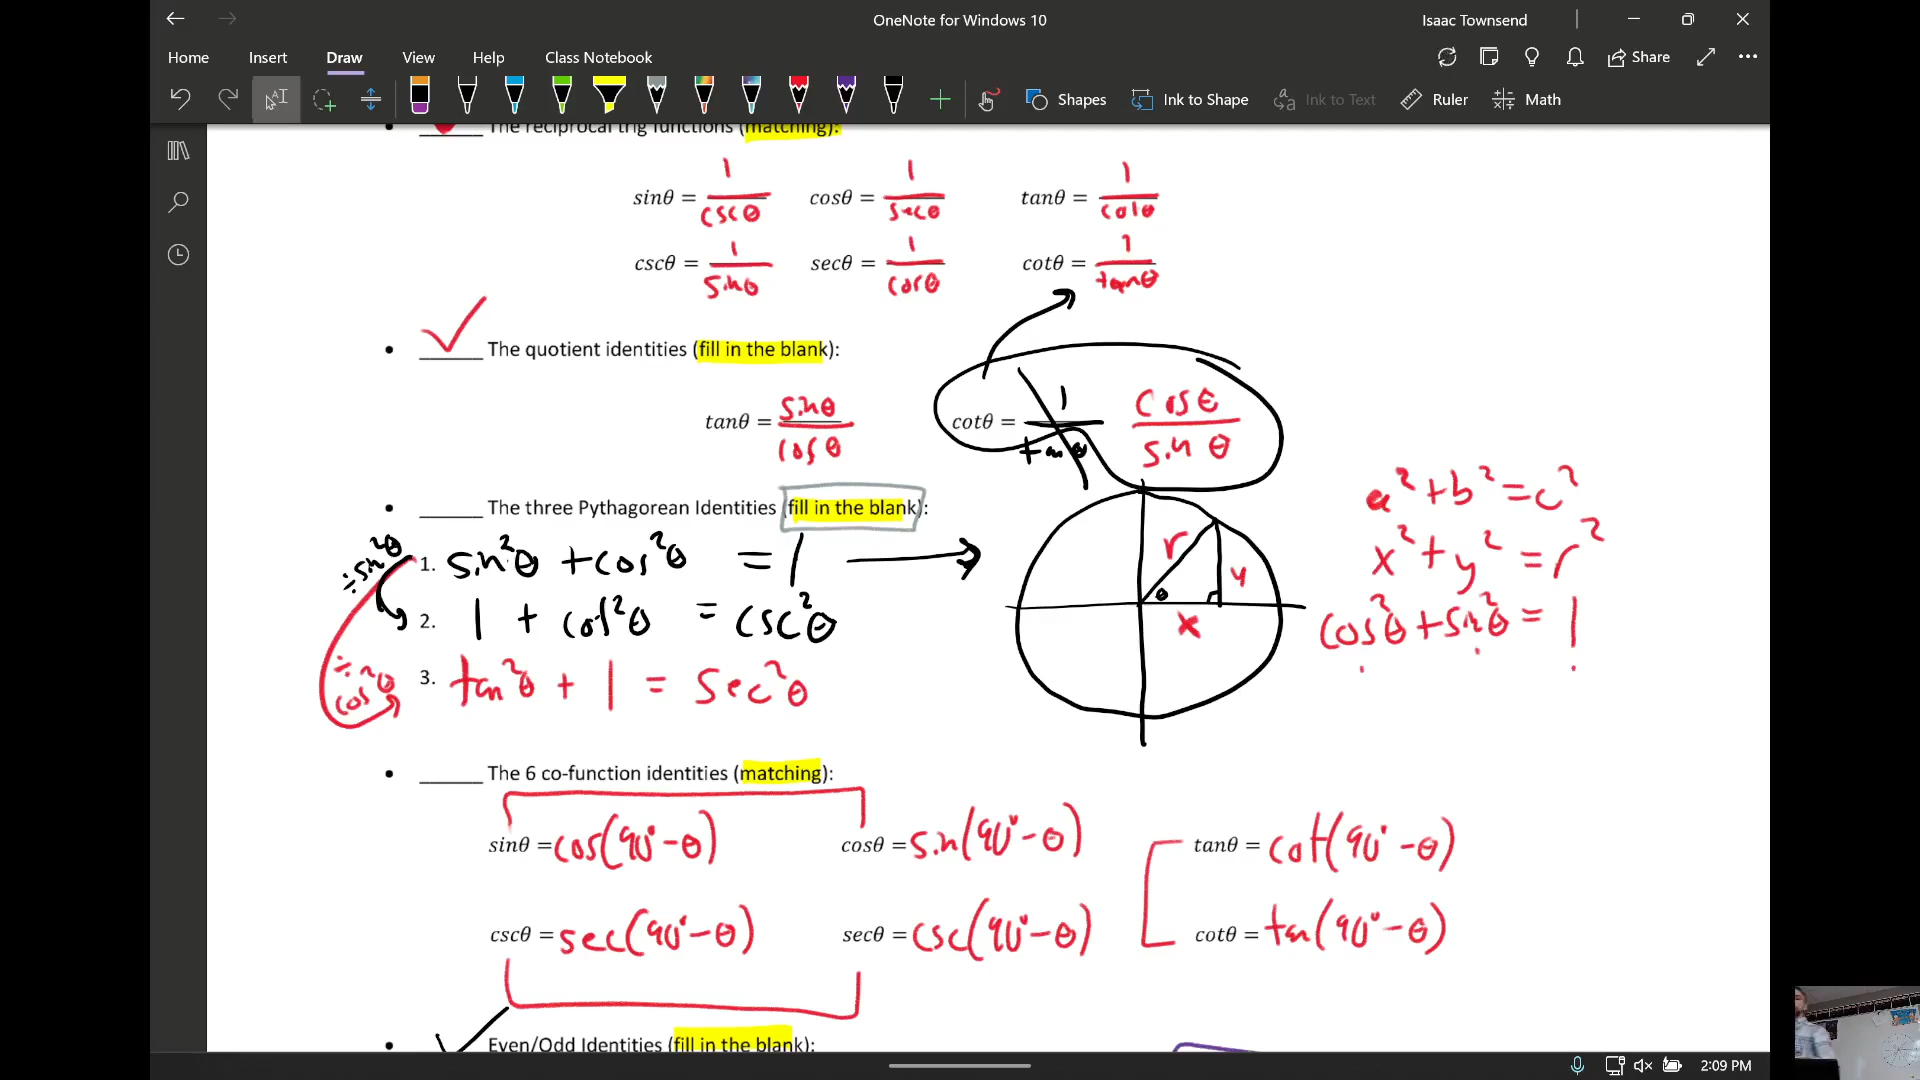 OneNote for Windows 10
Isaac Townsend
Home Insert Draw View Help Class Notebook
Share
Shapes Ink to Shape Ink to Text Ruler Math
• ______ The reciprocal trig functions (matching):
sinθ = 1/cscθ cosθ = 1/secθ tanθ = 1/cotθ
cscθ = 1/sinθ secθ = 1/cosθ cotθ = 1/tanθ
• ______ The quotient identities (fill in the blank):
tanθ = sinθ/cosθ cotθ = 1/tanθ cosθ/sinθ
• ______ The three Pythagorean Identities (fill in the blank):
÷sin²θ
1. sin²θ + cos²θ = 1
2. 1 + cot²θ = csc²θ
÷cos²θ
3. tan²θ + 1 = sec²θ
r
y
θ
x
a² + b² = c²
x² + y² = r²
cos²θ + sin²θ = 1
• ______ The 6 co-function identities (matching):
sinθ = cos(90°-θ) cosθ = sin(90°-θ) tanθ = cot(90°-θ)
cscθ = sec(90°-θ) secθ = csc(90°-θ) cotθ = tan(90°-θ)
• Even/Odd Identities (fill in the blank):
2:09 PM